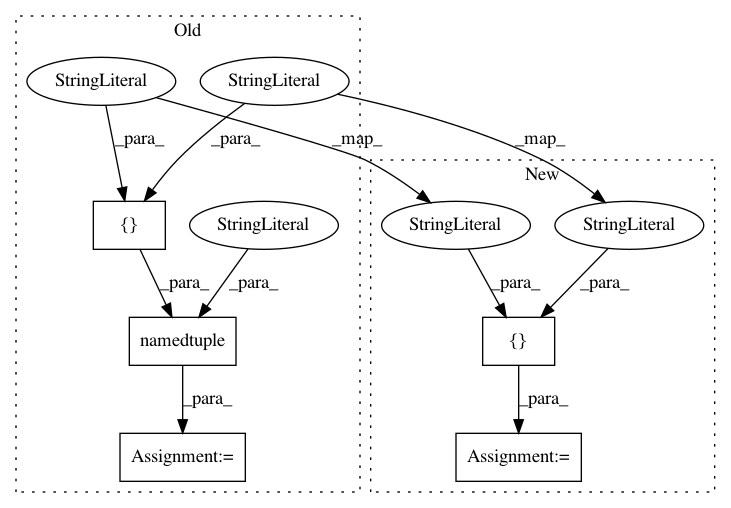 Old
StringLiteral
StringLiteral
_para_
_para_
_map_
_map_
New
{}
StringLiteral
StringLiteral
StringLiteral
_para_
_para_
_para_
_para_
namedtuple
{}
_para_
_para_
Assignment:=
Assignment:=